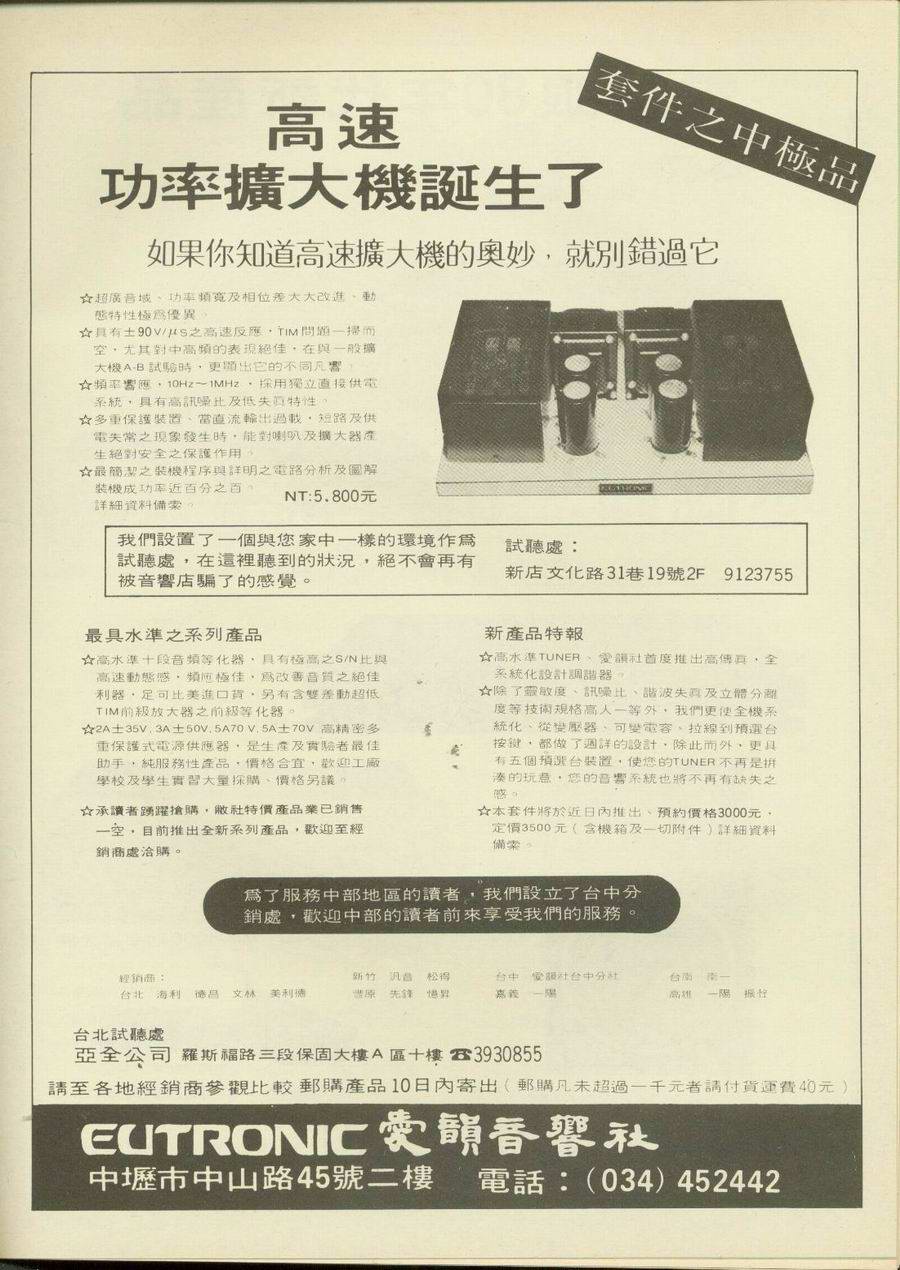 套件之中極品
高速
功率擴大機誕生了
如果你知道高速擴大機的奧妙，就別錯過它
☆超廣音域、功率頻寬及相位差大大改進、動
態特性極為優異。
☆具有±90V/μs之高速反應，TIM問題一掃而
空，尤其對中高頻的表現絕佳，在與一般擴
大機A-B試驗時，更顯出它的不同凡響。
☆頻率響應，10Hz～1MHz，採用獨立直接供電
系統，具有高訊噪比及低失真特性。
☆多重保護裝置、當直流輸出過載，短路及供
電失常之現象發生時，能對喇叭及擴大器產
生絕對安全之保護作用。
☆最簡潔之裝機程序與詳明之電路分析及圖解
裝機成功率近百分之百。
詳細資料備索。
NT:5.800元
EUTRONIC
我們設置了一個與您家中一樣的環境作為
試聽處，在這裡聽到的狀況，絕不會再有
被音響店騙了的感覺。
試聽處：
新店文化路31巷19號2F 9123755
最具水準之系列產品
☆高水準十段音頻等化器，具有極高之S/N比與
高速動態感，頻應極佳，為改善音質之絕佳
利器，足可比美進口貨，另有含雙差動超低
TIM前級放大器之前級等化器。
☆2A±35V. 3A±50V. 5A70 V. 5A±70V 高精密多
重保護式電源供應器，是生產及實驗者最佳
助手，純服務性產品，價格合宜，歡迎工廠
學校及學生實習大量採購、價格另議。
☆承讀者踴躍搶購，敝社特價產品業已銷售
一空，目前推出全新系列產品，歡迎至經
銷商處洽購。
新產品特報
☆高水準TUNER、愛韻社首度推出高傳真，全
系統化設計調諧器。
☆除了靈敏度、訊噪比、諧波失真及立體分離
度等技術規格高人一等外，我們更使全機系
統化、從變壓器、可變電容、拉線到預選台
按鍵，都做了週詳的設計，除此而外，更具
有五個預選台裝置，使您的TUNER不再是拼
湊的玩意，您的音響系統也將不再有缺失之
感。
☆本套件將於近日內推出、預約價格3000元，
定價3500元（含機箱及一切附件）詳細資料
備索。
為了服務中部地區的讀者，我們設立了台中分
銷處，歡迎中部的讀者前來享受我們的服務。
經銷商：
台北 海利 德昌 文林 美利德
新竹 汎音 松得
豐原 先鋒 憶昇
台中 愛韻社台中分社
嘉義 一陽
台南 南一
高雄 一陽 振谷
台北試聽處
亞全公司 羅斯福路三段保固大樓A區十樓 ☎3930855
請至各地經銷商參觀比較 郵購產品10日內寄出（郵購凡未超過一千元者請付貨運費40元）
EUTRONIC 愛韻音響社
中壢市中山路45號二樓 電話：(034) 452442